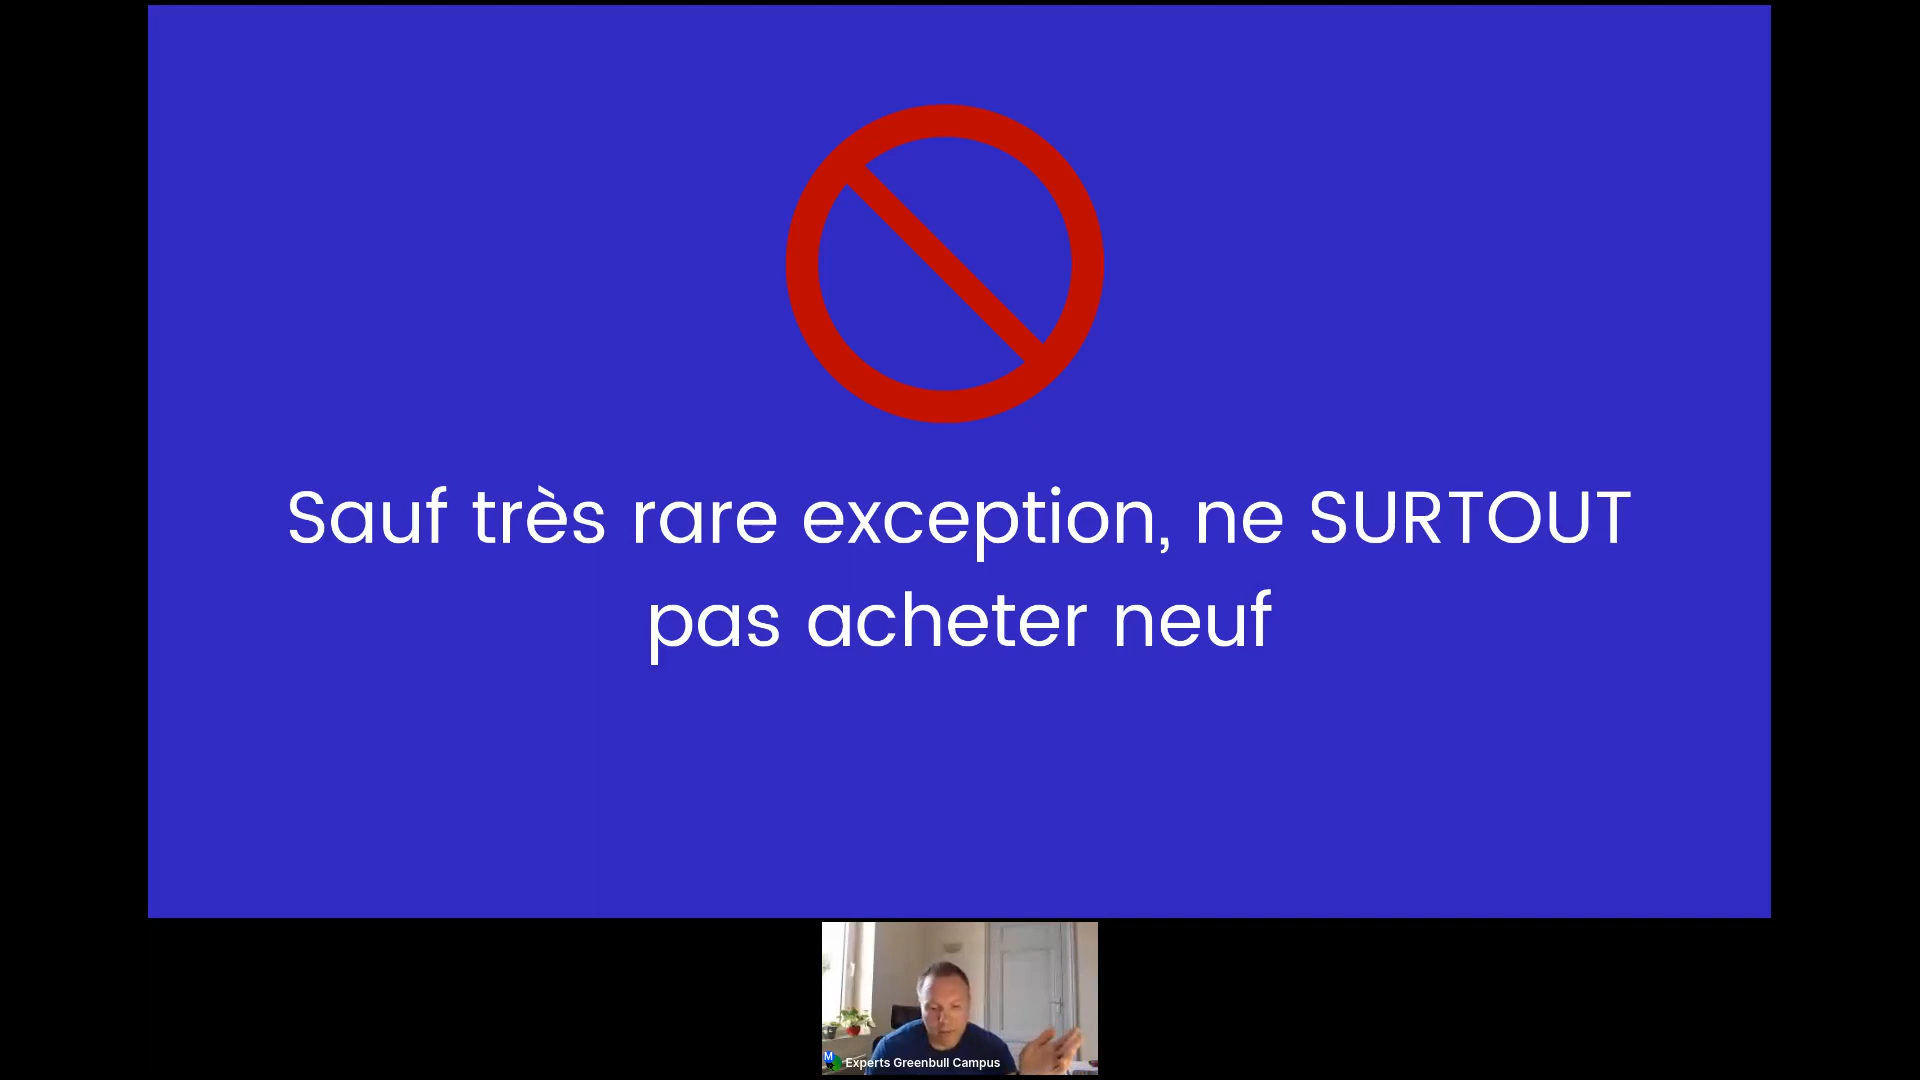 Sauf très rare exception, ne SURTOUT
pas acheter neuf
M
Experts Greenbull Campus